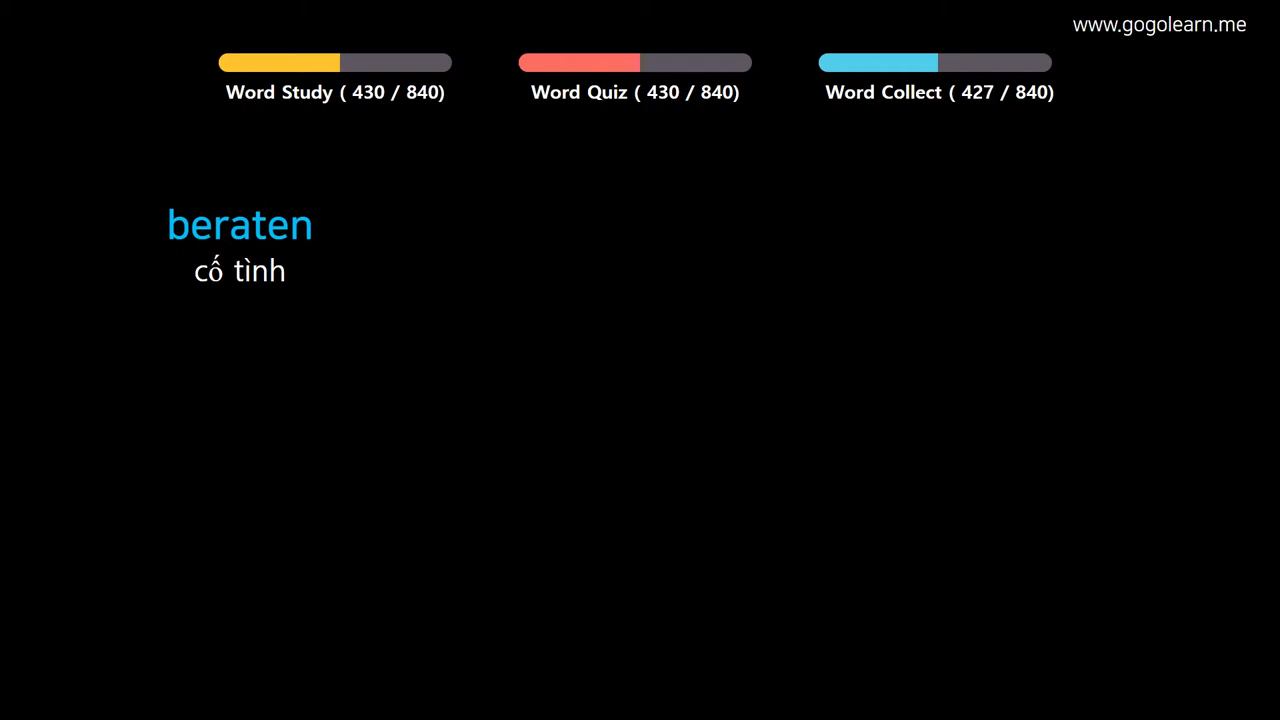 www.gogolearn.me
Word Study ( 430 / 840)
Word Quiz ( 430 / 840)
Word Collect ( 427 / 840)
beraten
cố tình